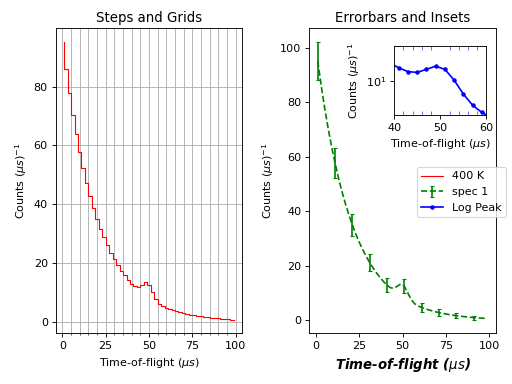 Steps and Grids
Counts (μs)⁻¹
80
60
40
20
0
0 25 50 75 100
Time-of-flight (μs)
Errorbars and Insets
Counts (μs)⁻¹
100
80
60
40
20
0
0 25 50 75 100
Time-of-flight (μs)
Counts (μs)⁻¹
10¹
40 50 60
Time-of-flight (μs)
400 K
spec 1
Log Peak